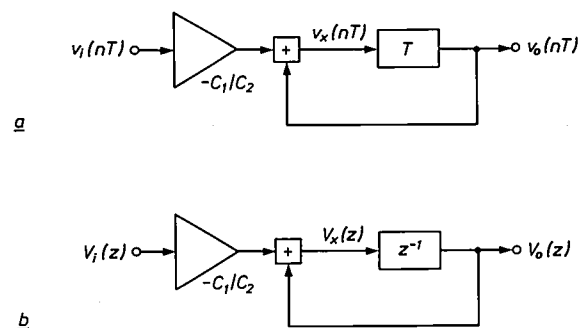 v_i(nT) + v_x(nT) T v_o(nT)
-C_1/C_2
a
V_i(z) + V_x(z) z^{-1} V_o(z)
-C_1/C_2
b